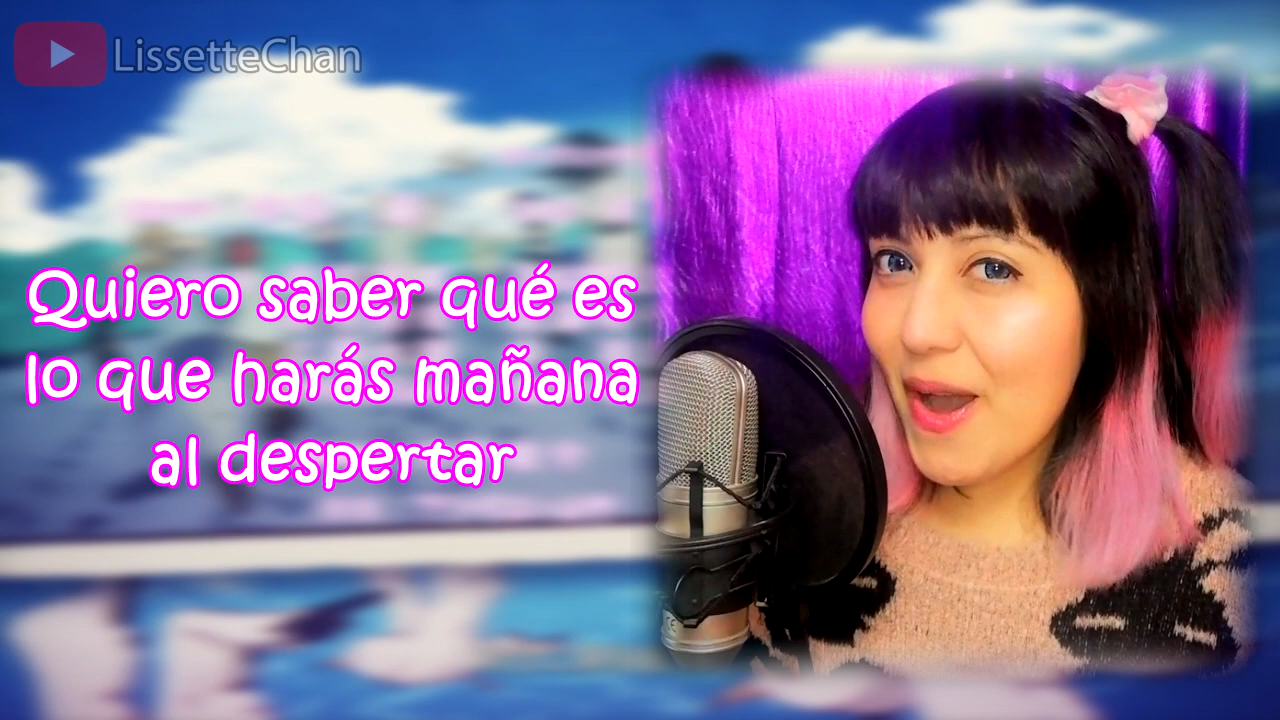 LissetteChan
Quiero saber qué es
lo que harás mañana
al despertar